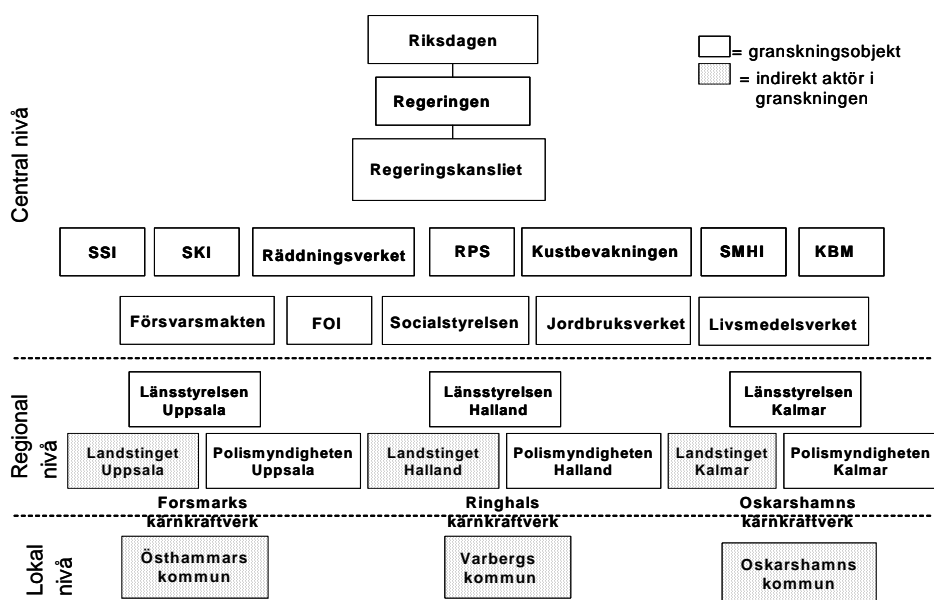 Riksdagen
= granskningsobjekt
= indirekt aktör i
granskningen
Regeringen
Regeringskansliet
Central nivå
SSI
SKI
Räddningsverket
RPS
Kustbevakningen
SMHI
KBM
Försvarsmakten
FOI
Socialstyrelsen
Jordbruksverket
Livsmedelsverket
Regional
nivå
Länsstyrelsen
Uppsala
Länsstyrelsen
Halland
Länsstyrelsen
Kalmar
Landstinget
Uppsala
Polismyndigheten
Uppsala
Landstinget
Halland
Polismyndigheten
Halland
Landstinget
Kalmar
Polismyndigheten
Kalmar
Forsmarks
kärnkraftverk
Ringhals
kärnkraftverk
Oskarshamns
kärnkraftverk
Lokal
nivå
Östhammars
kommun
Varbergs
kommun
Oskarshamns
kommun